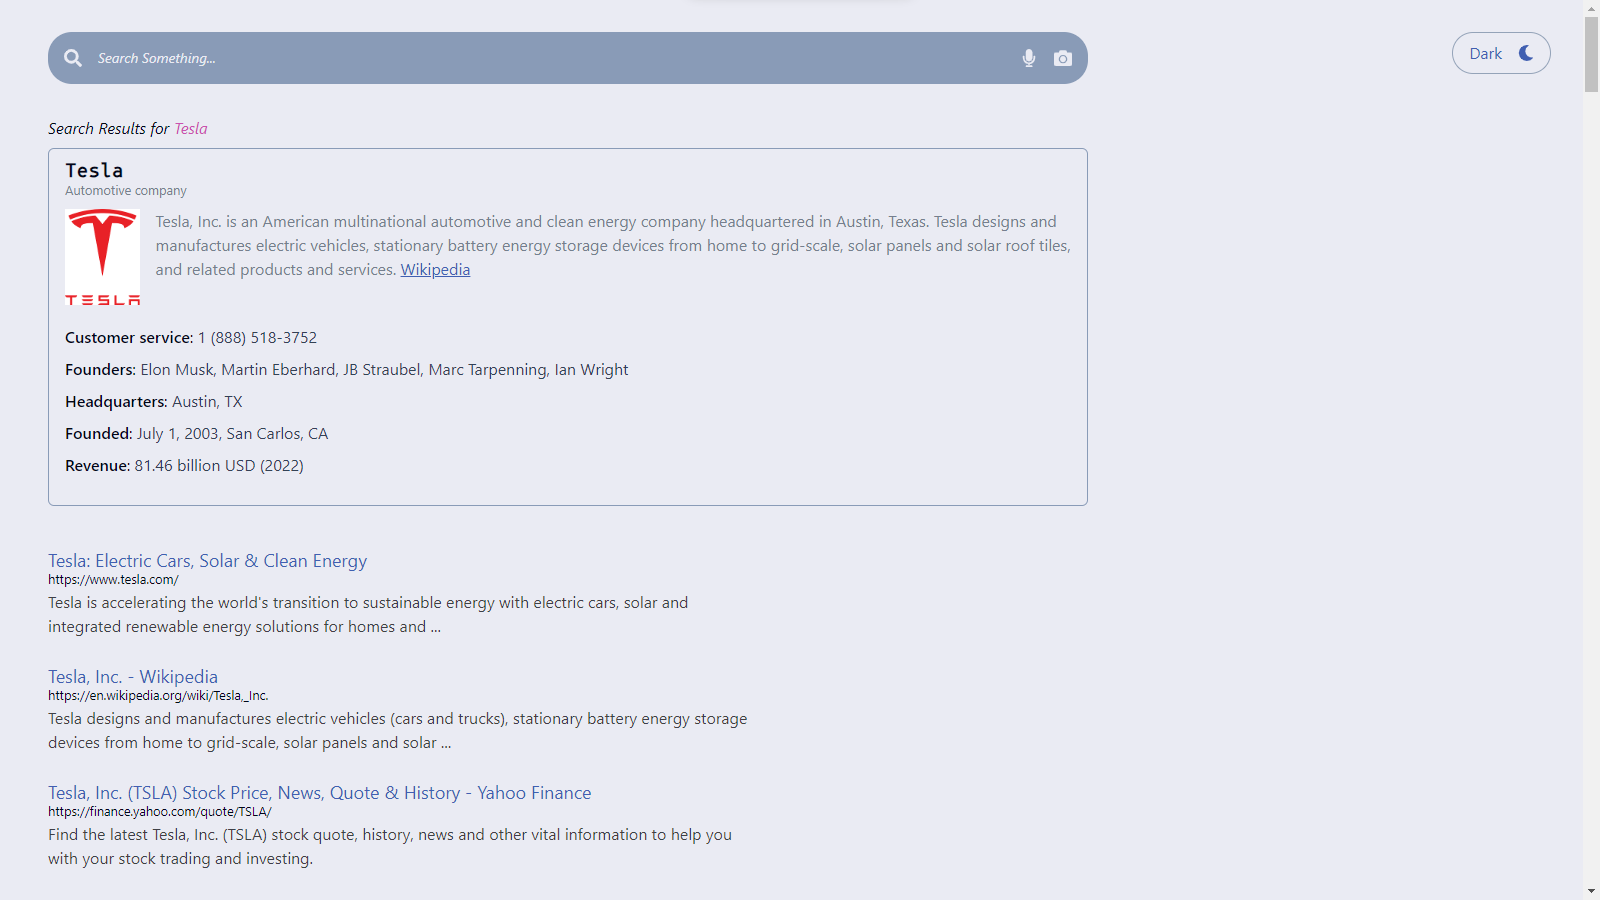 Search Something...
Dark
Search Results for Tesla
Tesla
Automotive company
Tesla, Inc. is an American multinational automotive and clean energy company headquartered in Austin, Texas. Tesla designs and
manufactures electric vehicles, stationary battery energy storage devices from home to grid-scale, solar panels and solar roof tiles,
and related products and services. Wikipedia
TESLA
Customer service: 1 (888) 518-3752
Founders: Elon Musk, Martin Eberhard, JB Straubel, Marc Tarpenning, Ian Wright
Headquarters: Austin, TX
Founded: July 1, 2003, San Carlos, CA
Revenue: 81.46 billion USD (2022)
Tesla: Electric Cars, Solar & Clean Energy
https://www.tesla.com/
Tesla is accelerating the world's transition to sustainable energy with electric cars, solar and
integrated renewable energy solutions for homes and ...
Tesla, Inc. - Wikipedia
https://en.wikipedia.org/wiki/Tesla,_Inc.
Tesla designs and manufactures electric vehicles (cars and trucks), stationary battery energy storage
devices from home to grid-scale, solar panels and solar ...
Tesla, Inc. (TSLA) Stock Price, News, Quote & History - Yahoo Finance
https://finance.yahoo.com/quote/TSLA/
Find the latest Tesla, Inc. (TSLA) stock quote, history, news and other vital information to help you
with your stock trading and investing.